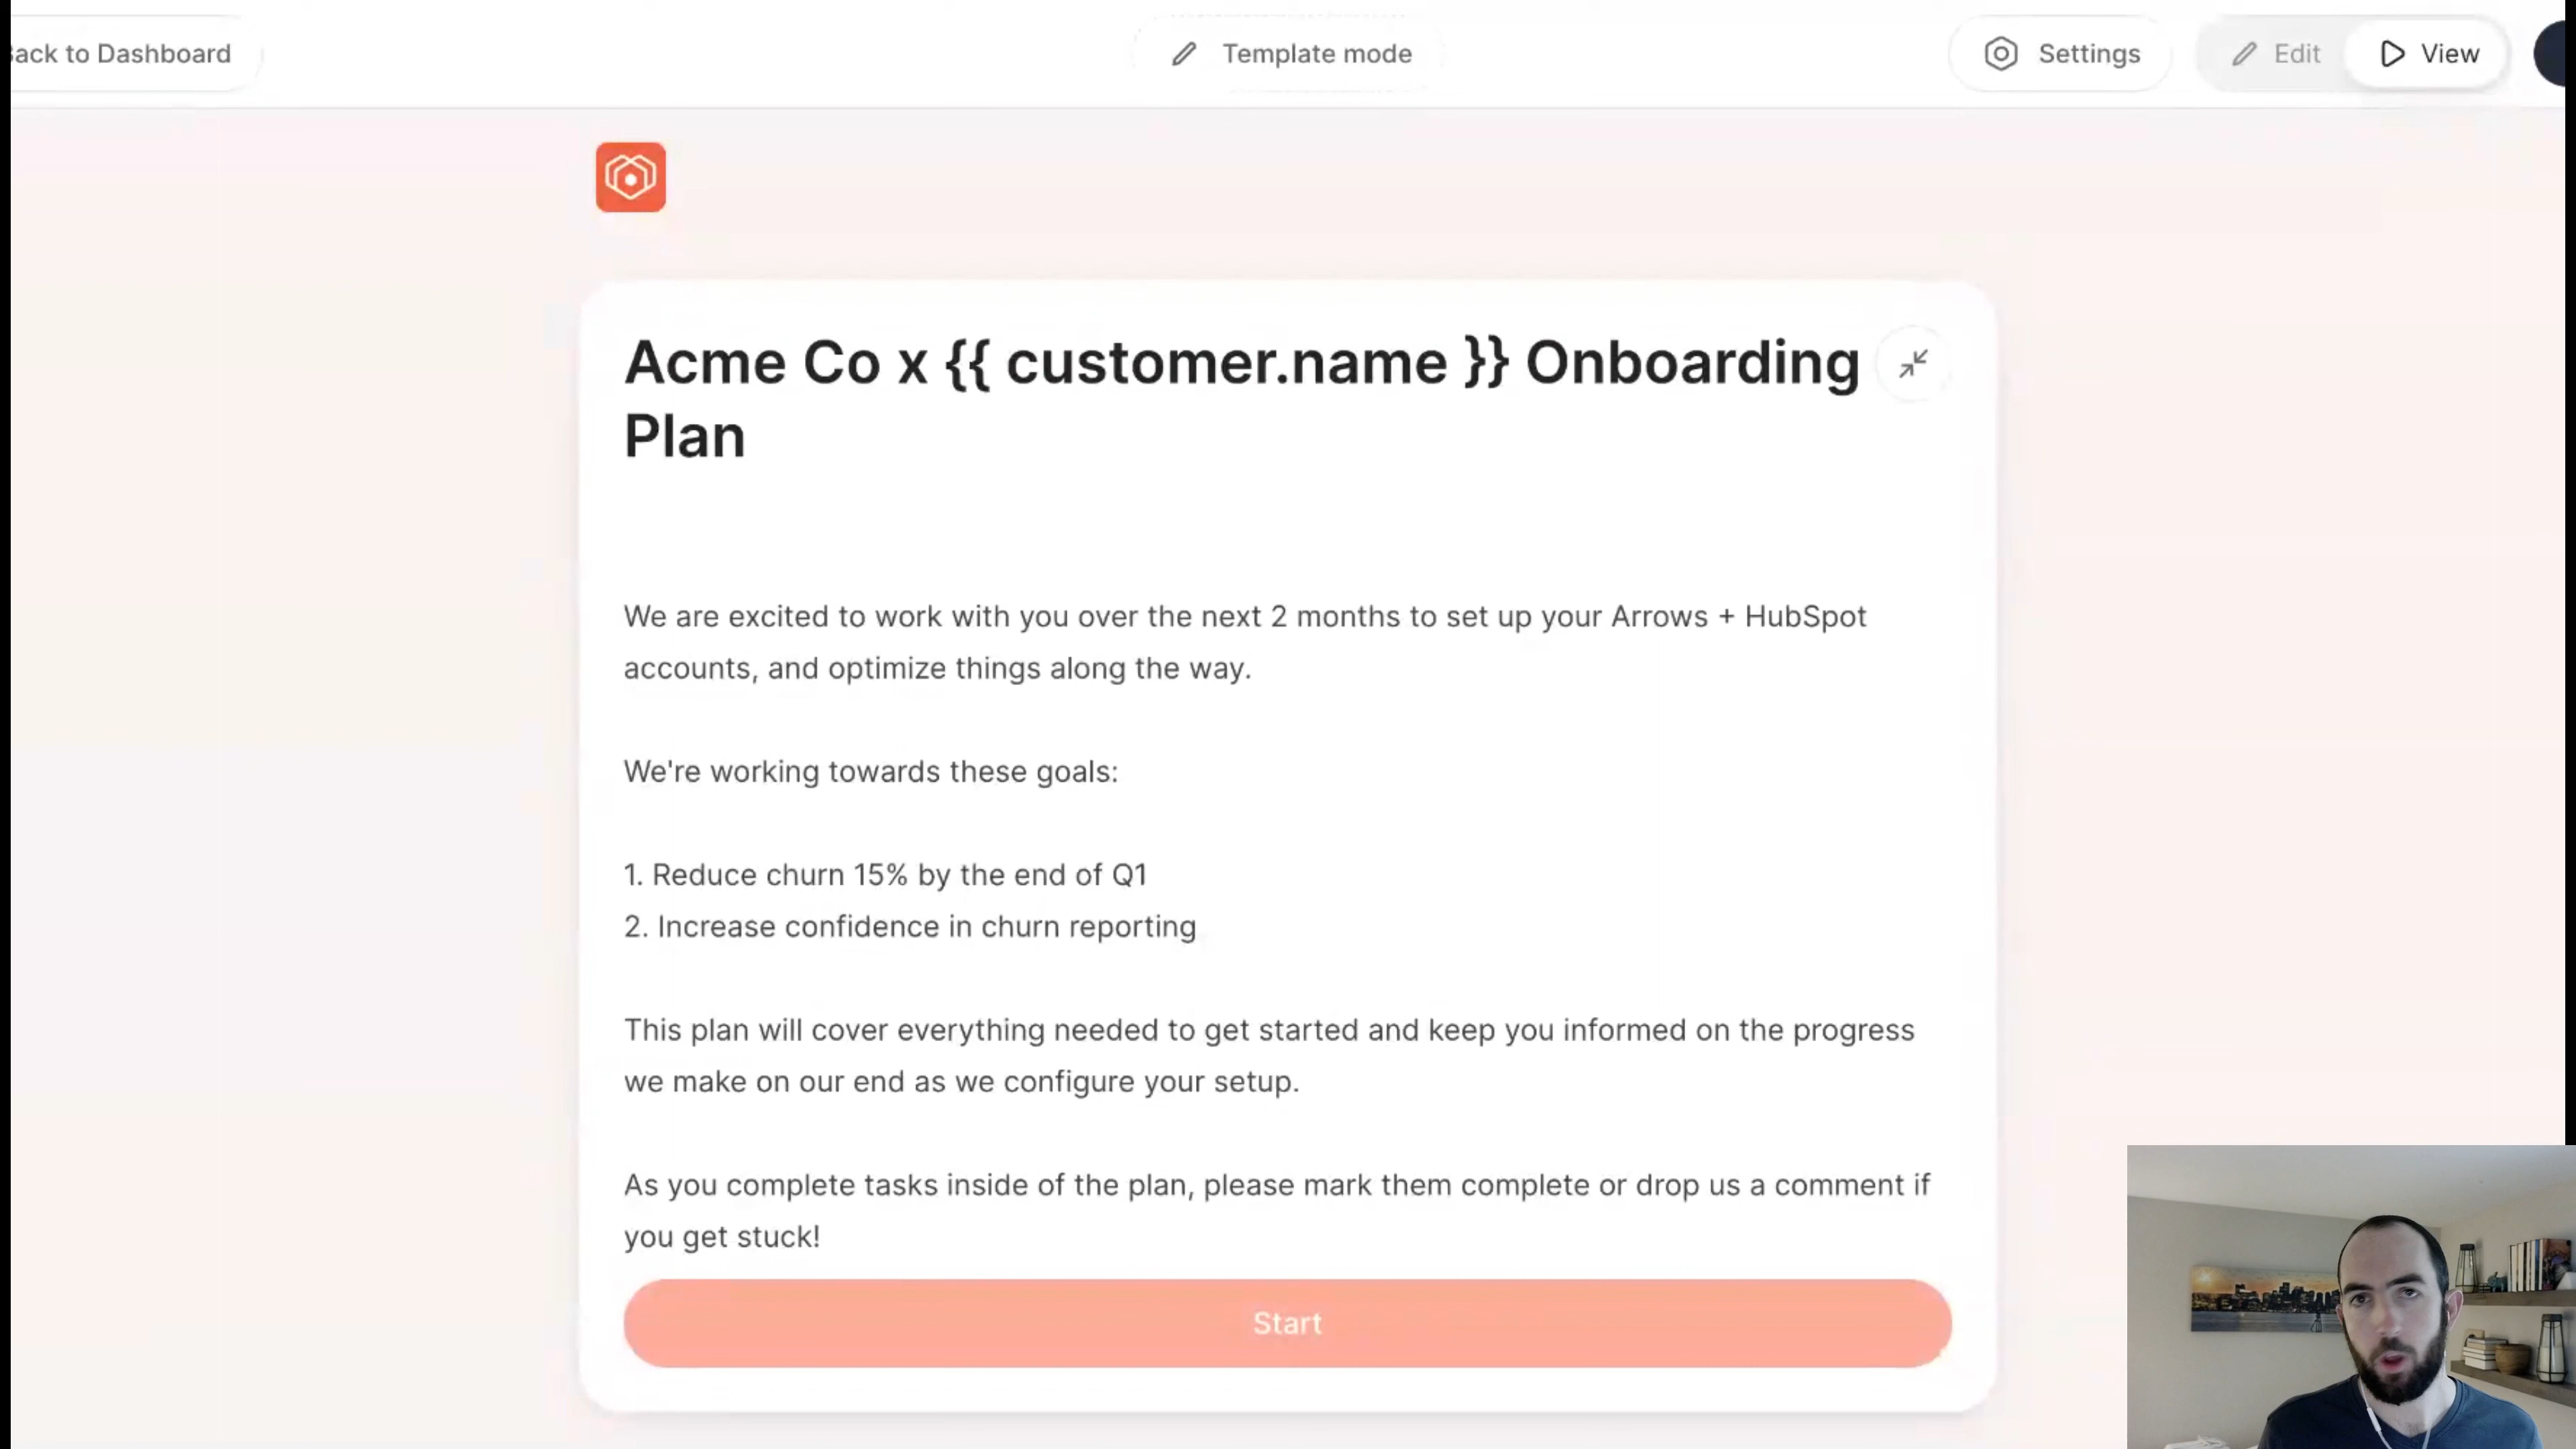 Back to Dashboard
Template mode
Settings
Edit
View
Acme Co x {{ customer.name }} Onboarding
Plan
We are excited to work with you over the next 2 months to set up your Arrows + HubSpot
accounts, and optimize things along the way.
We're working towards these goals:
1. Reduce churn 15% by the end of Q1
2. Increase confidence in churn reporting
This plan will cover everything needed to get started and keep you informed on the progress
we make on our end as we configure your setup.
As you complete tasks inside of the plan, please mark them complete or drop us a comment if
you get stuck!
Start